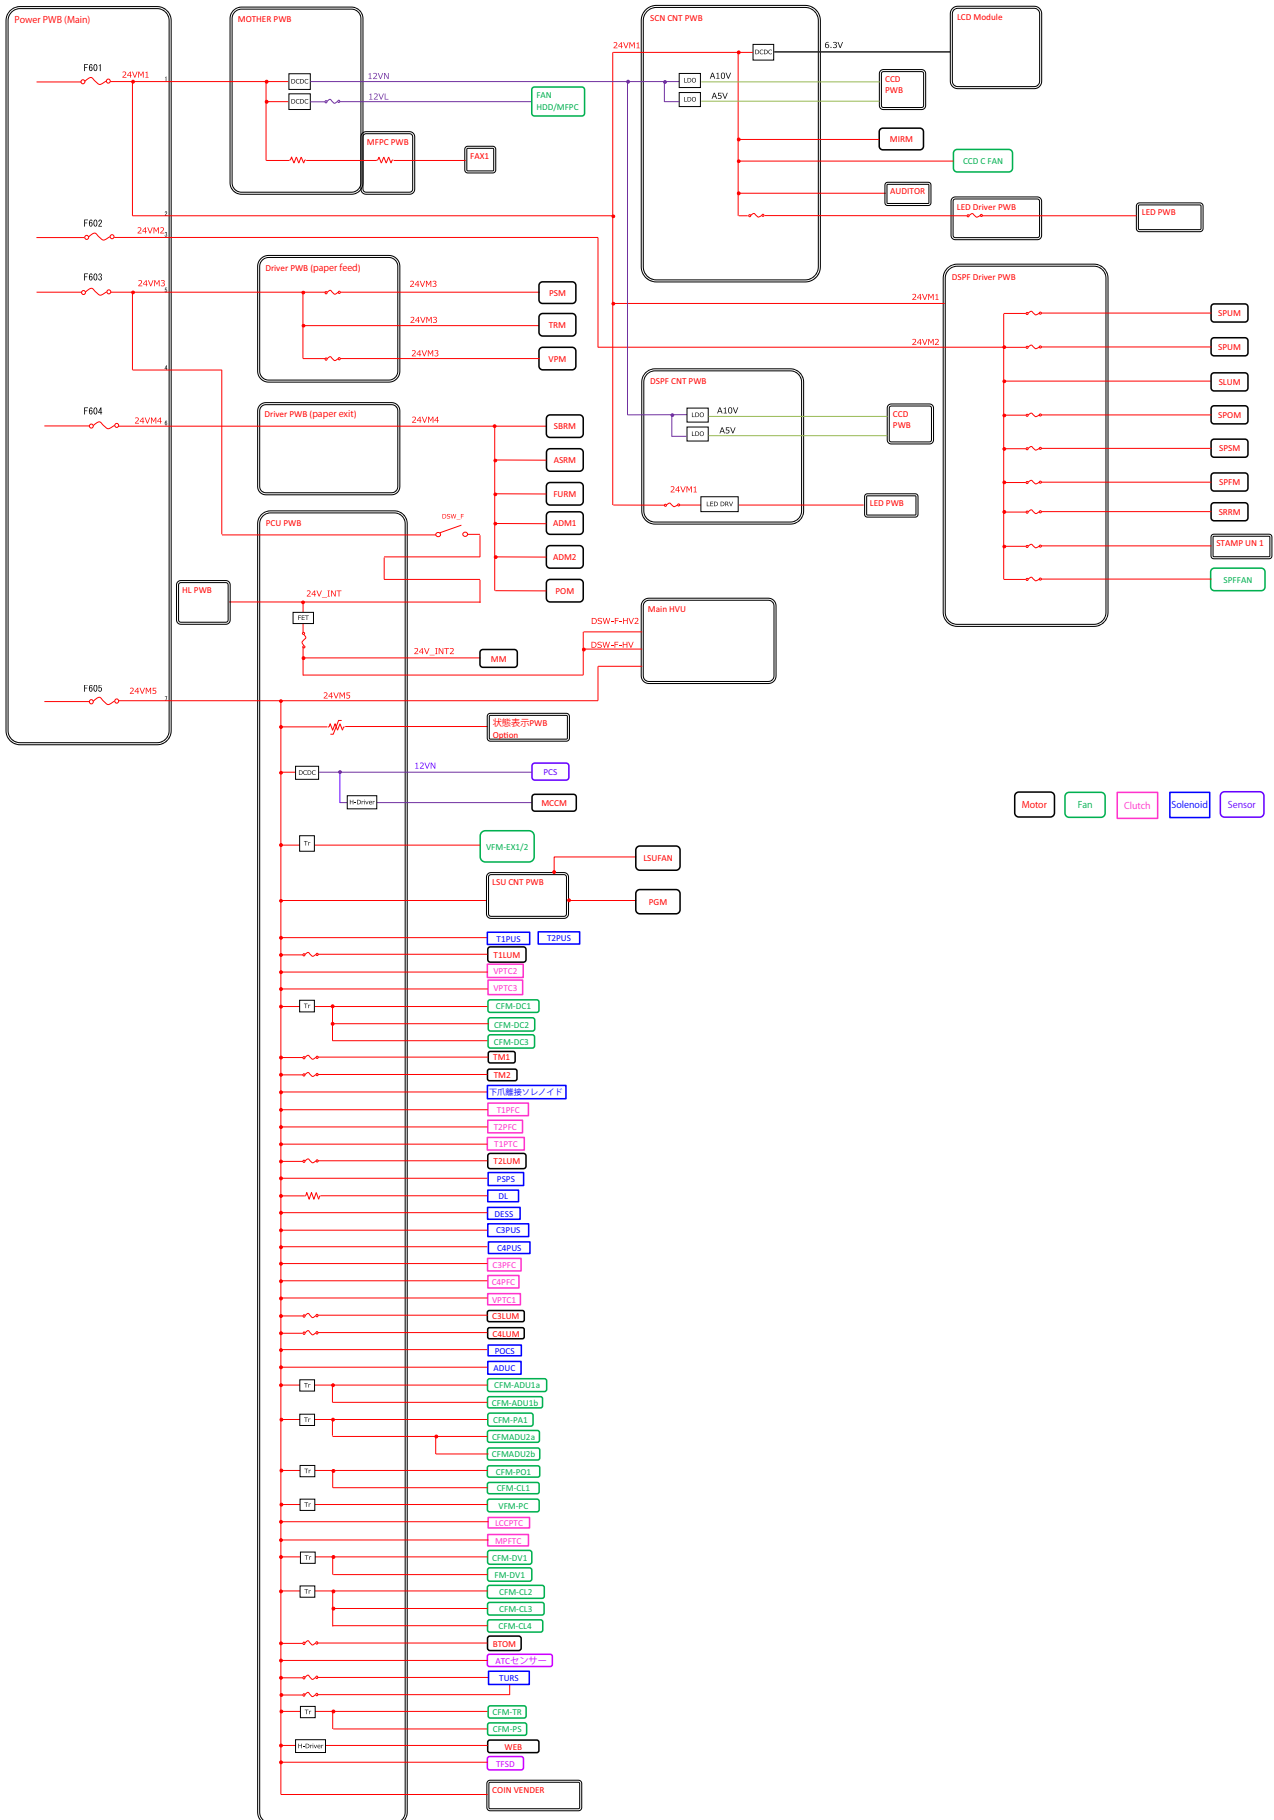 Power PWB (Main)
F601
24VM1
1
2
F602
24VM2
3
F603
24VM3
5
4
F604
24VM4
6
F605
24VM5
7
MOTHER PWB
DCDC
12VN
DCDC
12VL
FAN
HDD/MFPC
MFPC PWB
FAX1
SCN CNT PWB
24VM1
DCDC
6.3V
LCD Module
LDO
A10V
LDO
A5V
CCD
PWB
MIRM
CCD C FAN
AUDITOR
LED Driver PWB
LED PWB
Driver PWB (paper feed)
24VM3
PSM
24VM3
TRM
24VM3
VPM
DSPF Driver PWB
24VM1
24VM2
SPUM
SPUM
SLUM
SPOM
SPSM
SPFM
SRRM
STAMP UN 1
SPFFAN
DSPF CNT PWB
LDO
A10V
LDO
A5V
CCD
PWB
24VM1
LED DRV
LED PWB
Driver PWB (paper exit)
24VM4
SBRM
ASRM
FURM
ADM1
ADM2
POM
PCU PWB
DSW_F
HL PWB
24V_INT
FET
24V_INT2
MM
Main HVU
DSW-F-HV2
DSW-F-HV
24VM5
状態表示PWB
Option
DCDC
12VN
PCS
H-Driver
MCCM
Motor
Fan
Clutch
Solenoid
Sensor
Tr
VFM-EX1/2
LSUFAN
LSU CNT PWB
PGM
T1PUS
T2PUS
T1LUM
VPTC2
VPTC3
Tr
CFM-DC1
CFM-DC2
CFM-DC3
TM1
TM2
下爪離接ソレノイド
T1PFC
T2PFC
T1PTC
T2LUM
PSPS
DL
DESS
C3PUS
C4PUS
C3PFC
C4PFC
VPTC1
C3LUM
C4LUM
POCS
ADUC
Tr
CFM-ADU1a
CFM-ADU1b
Tr
CFM-PA1
CFMADU2a
CFMADU2b
Tr
CFM-PO1
CFM-CL1
Tr
VFM-PC
LCCPTC
MPFTC
Tr
CFM-DV1
FM-DV1
Tr
CFM-CL2
CFM-CL3
CFM-CL4
BTOM
ATCセンサー
TURS
Tr
CFM-TR
CFM-PS
H-Driver
WEB
TFSD
COIN VENDER